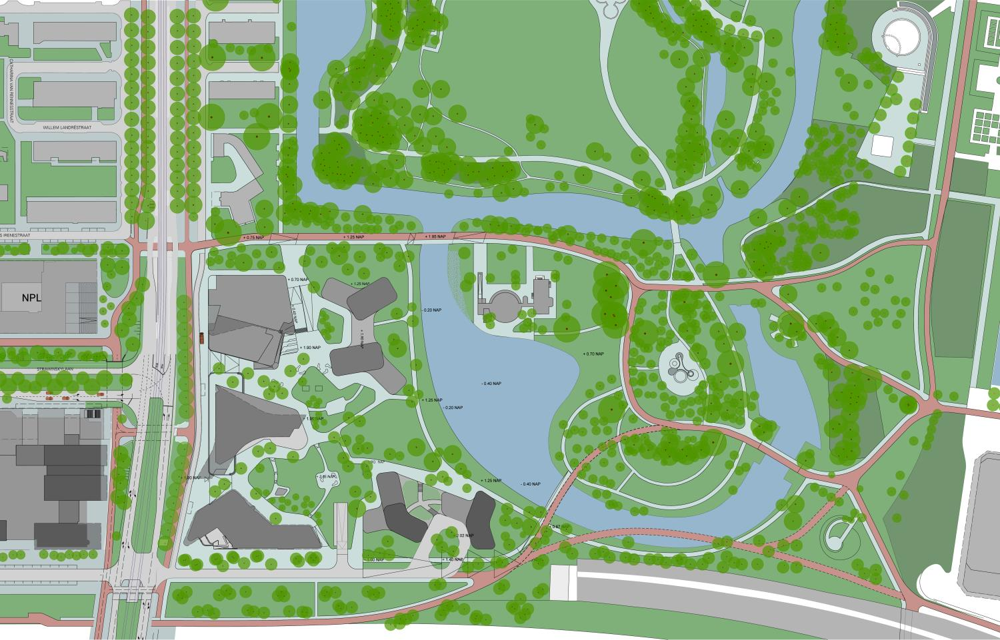 CATHARINA VAN RENNESSTRAAT
WILLEM LANDRÉSTRAAT
S IRENESTRAAT
+ 0.75 NAP
+ 1.25 NAP
+ 1.95 NAP
+ 0.70 NAP
+ 1.25 NAP
NPL
- 0.20 NAP
+ 0.40 NAP
+ 1.90 NAP
+ 1.90 NAP
+ 0.70 NAP
STRAWINSKYLAAN
- 0.40 NAP
+ 1.25 NAP
- 0.20 NAP
NAP
+ 2.15 NAP
+ 1.90 NAP
+ 1.25 NAP
- 0.40 NAP
2.02 NAP
+ 1.40 NAP